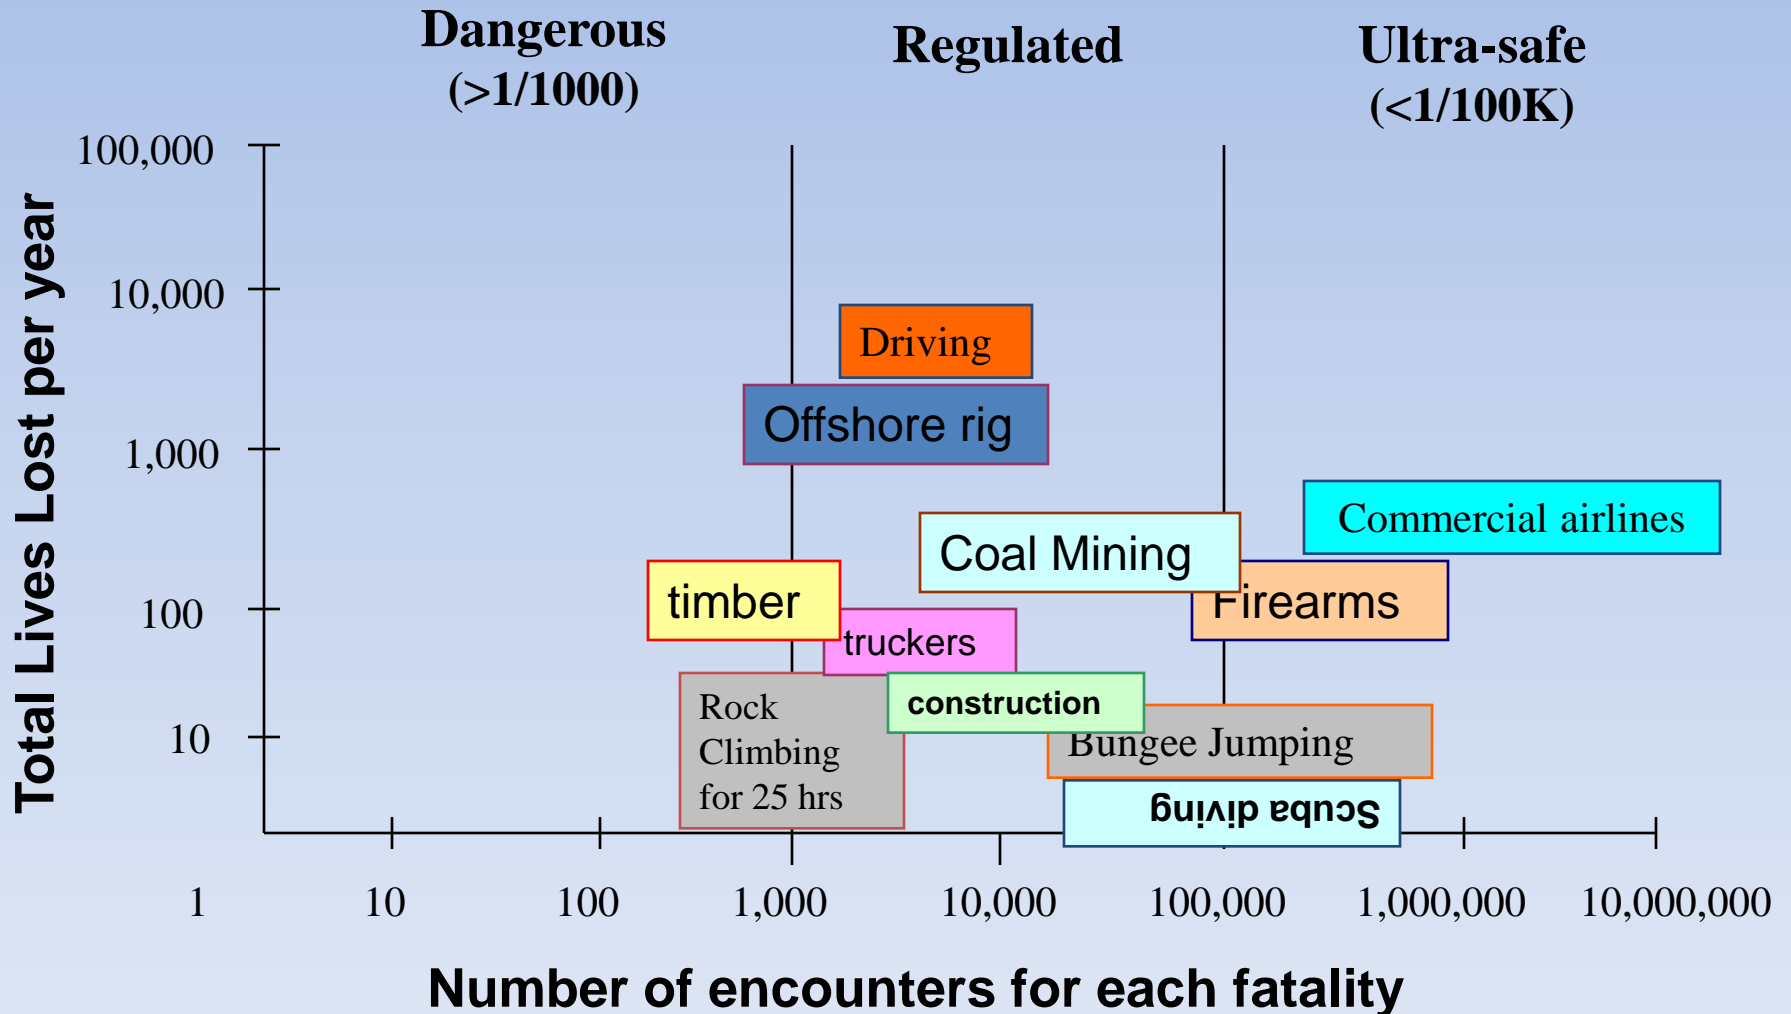 Dangerous
(>1/1000)
Regulated
Ultra-safe
(<1/100K)
Total Lives Lost per year
100,000
10,000
1,000
100
10
Driving
Offshore rig
Commercial airlines
Coal Mining
timber
Firearms
truckers
Rock
Climbing
for 25 hrs
construction
Bungee Jumping
Scuba diving
1
10
100
1,000
10,000
100,000
1,000,000
10,000,000
Number of encounters for each fatality